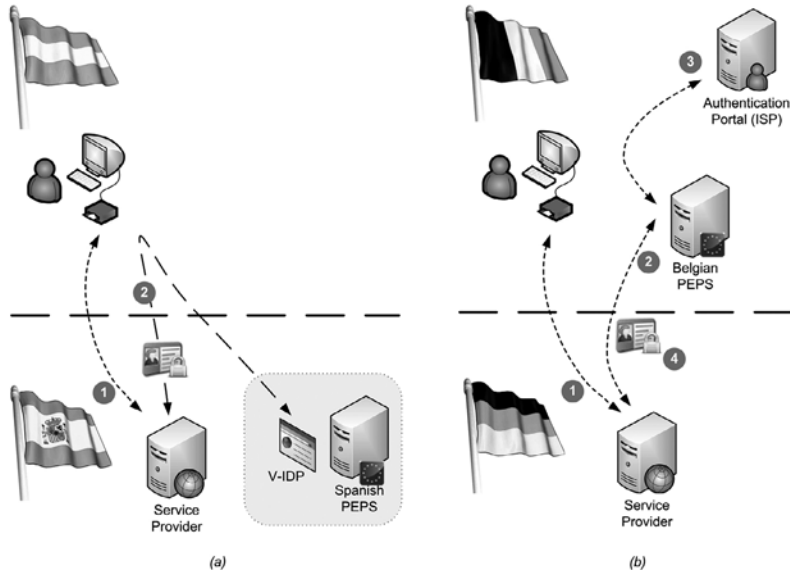 3
Authentication
Portal (ISP)
2
2
Belgian
PEPS
4
1
1
V-IDP
Spanish
PEPS
Service
Provider
Service
Provider
(a)
(b)